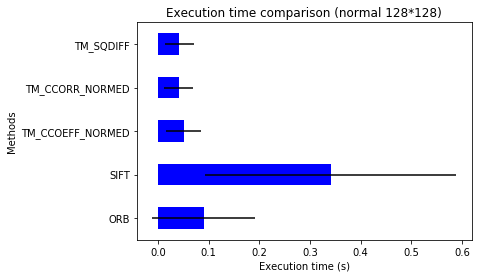 Execution time comparison (normal 128*128)
TM_SQDIFF
TM_CCORR_NORMED
TM_CCOEFF_NORMED
SIFT
ORB
Methods
0.0 0.1 0.2 0.3 0.4 0.5 0.6
Execution time (s)